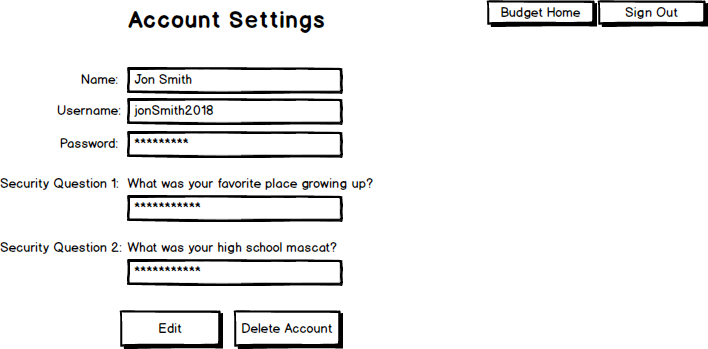 Account Settings
Budget Home
Sign Out
Name: Jon Smith
Username: jonSmith2018
Password: *********
Security Question 1: What was your favorite place growing up?
***********
Security Question 2: What was your high school mascat?
***********
Edit
Delete Account